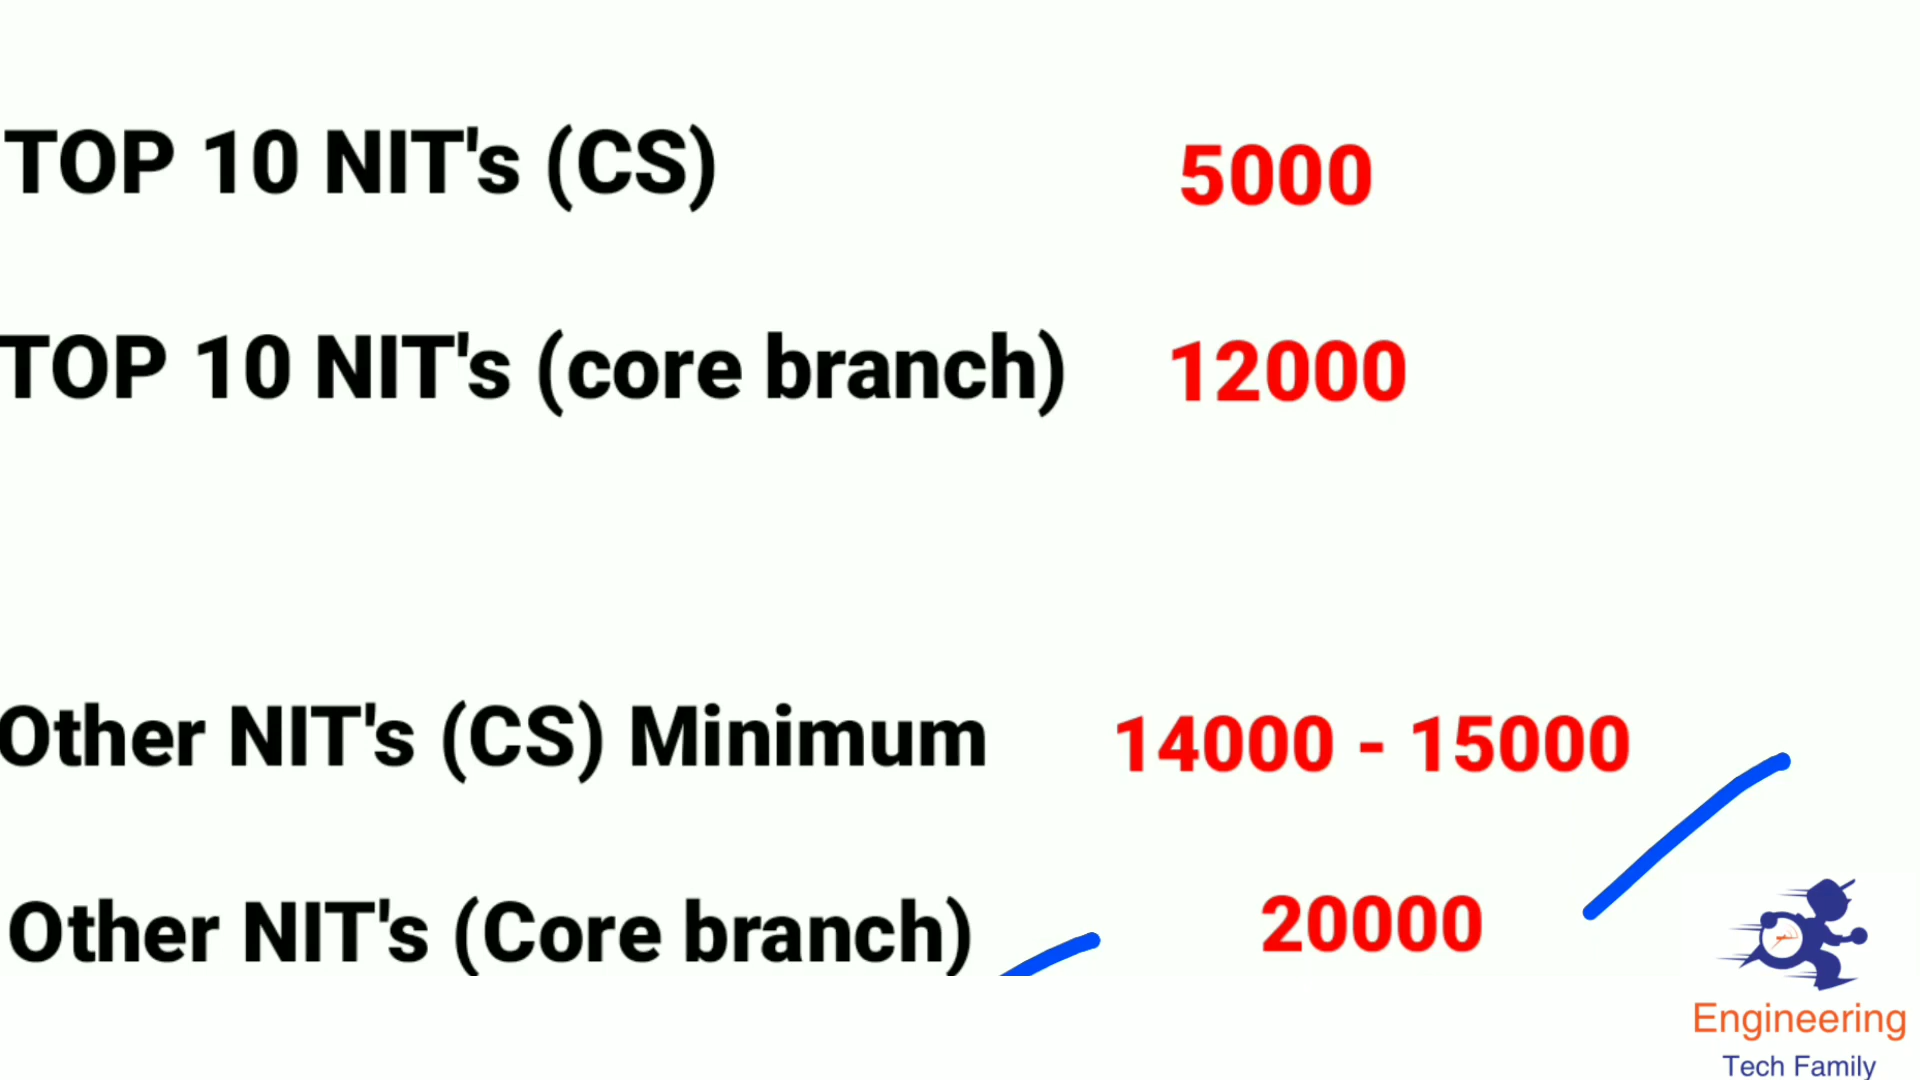 TOP 10 NIT's (CS) 5000
TOP 10 NIT's (core branch) 12000
Other NIT's (CS) Minimum 14000 - 15000
Other NIT's (Core branch) 20000
Engineering
Tech Family